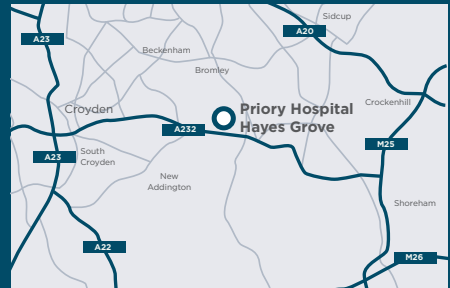 Sidcup
A20
A23
Beckenham
Bromley
Crockenhill
Croyden
Priory Hospital
Hayes Grove
A232
M25
A23
South
Croyden
New
Addington
Shoreham
A22
M26